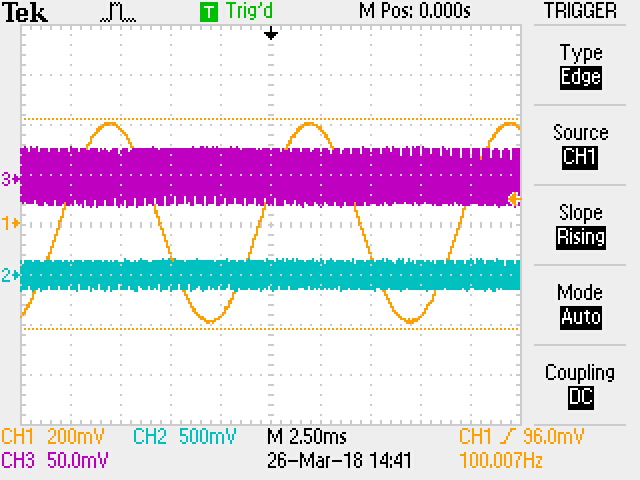 Tek T Trig'd M Pos: 0.000s TRIGGER
Type
Edge
Source
CH1
3
Slope
1
Rising
2
Mode
Auto
Coupling
DC
CH1 200mV CH2 500mV M 2.50ms CH1 96.0mV
CH3 50.0mV 26-Mar-18 14:41 100.007Hz